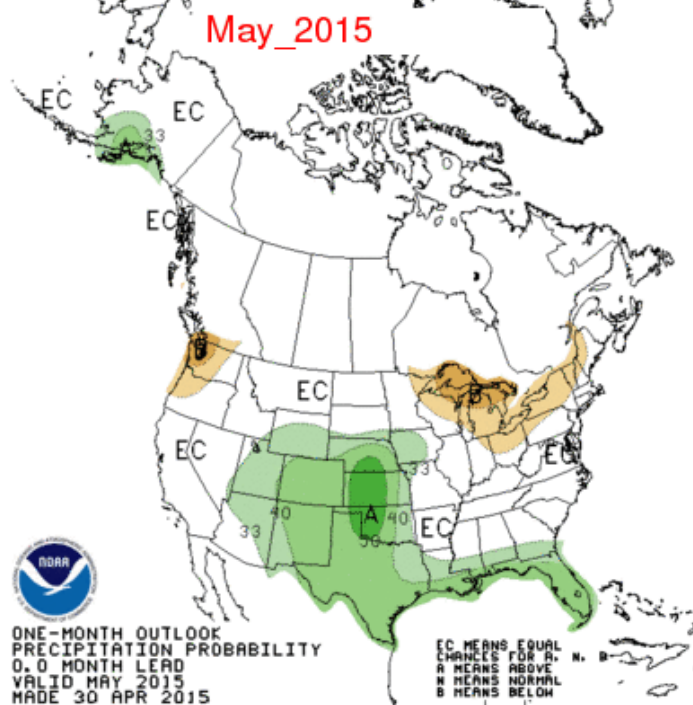 May_2015
EC
EC
33
EC
B
EC
B
EC
EC
33
A
40
40
EC
33
50
NOAA
ONE-MONTH OUTLOOK
PRECIPITATION PROBABILITY
0.0 MONTH LEAD
VALID MAY 2015
MADE 30 APR 2015
EC MEANS EQUAL
CHANCES FOR A, N, B
A MEANS ABOVE
N MEANS NORMAL
B MEANS BELOW